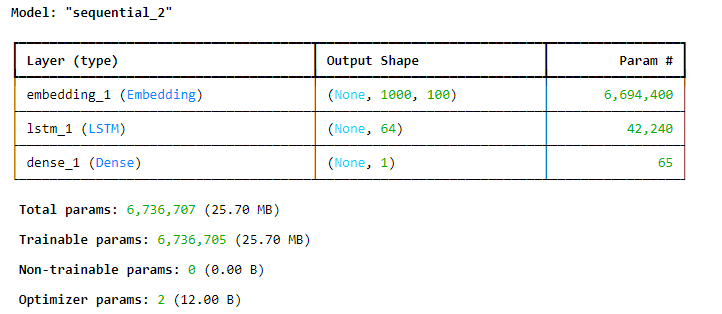 Model: "sequential_2"
Layer (type) Output Shape Param #
embedding_1 (Embedding) (None, 1000, 100) 6,694,400
lstm_1 (LSTM) (None, 64) 42,240
dense_1 (Dense) (None, 1) 65
Total params: 6,736,707 (25.70 MB)
Trainable params: 6,736,705 (25.70 MB)
Non-trainable params: 0 (0.00 B)
Optimizer params: 2 (12.00 B)